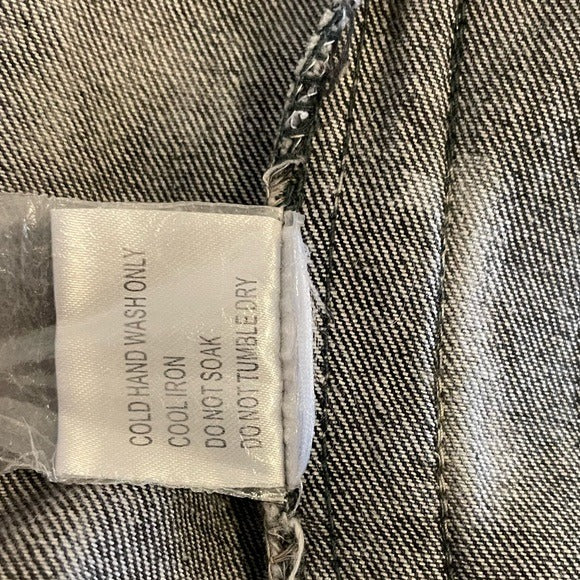 COLD HAND WASH ONLY
COOL IRON
DO NOT SOAK
DO NOT TUMBLE DRY